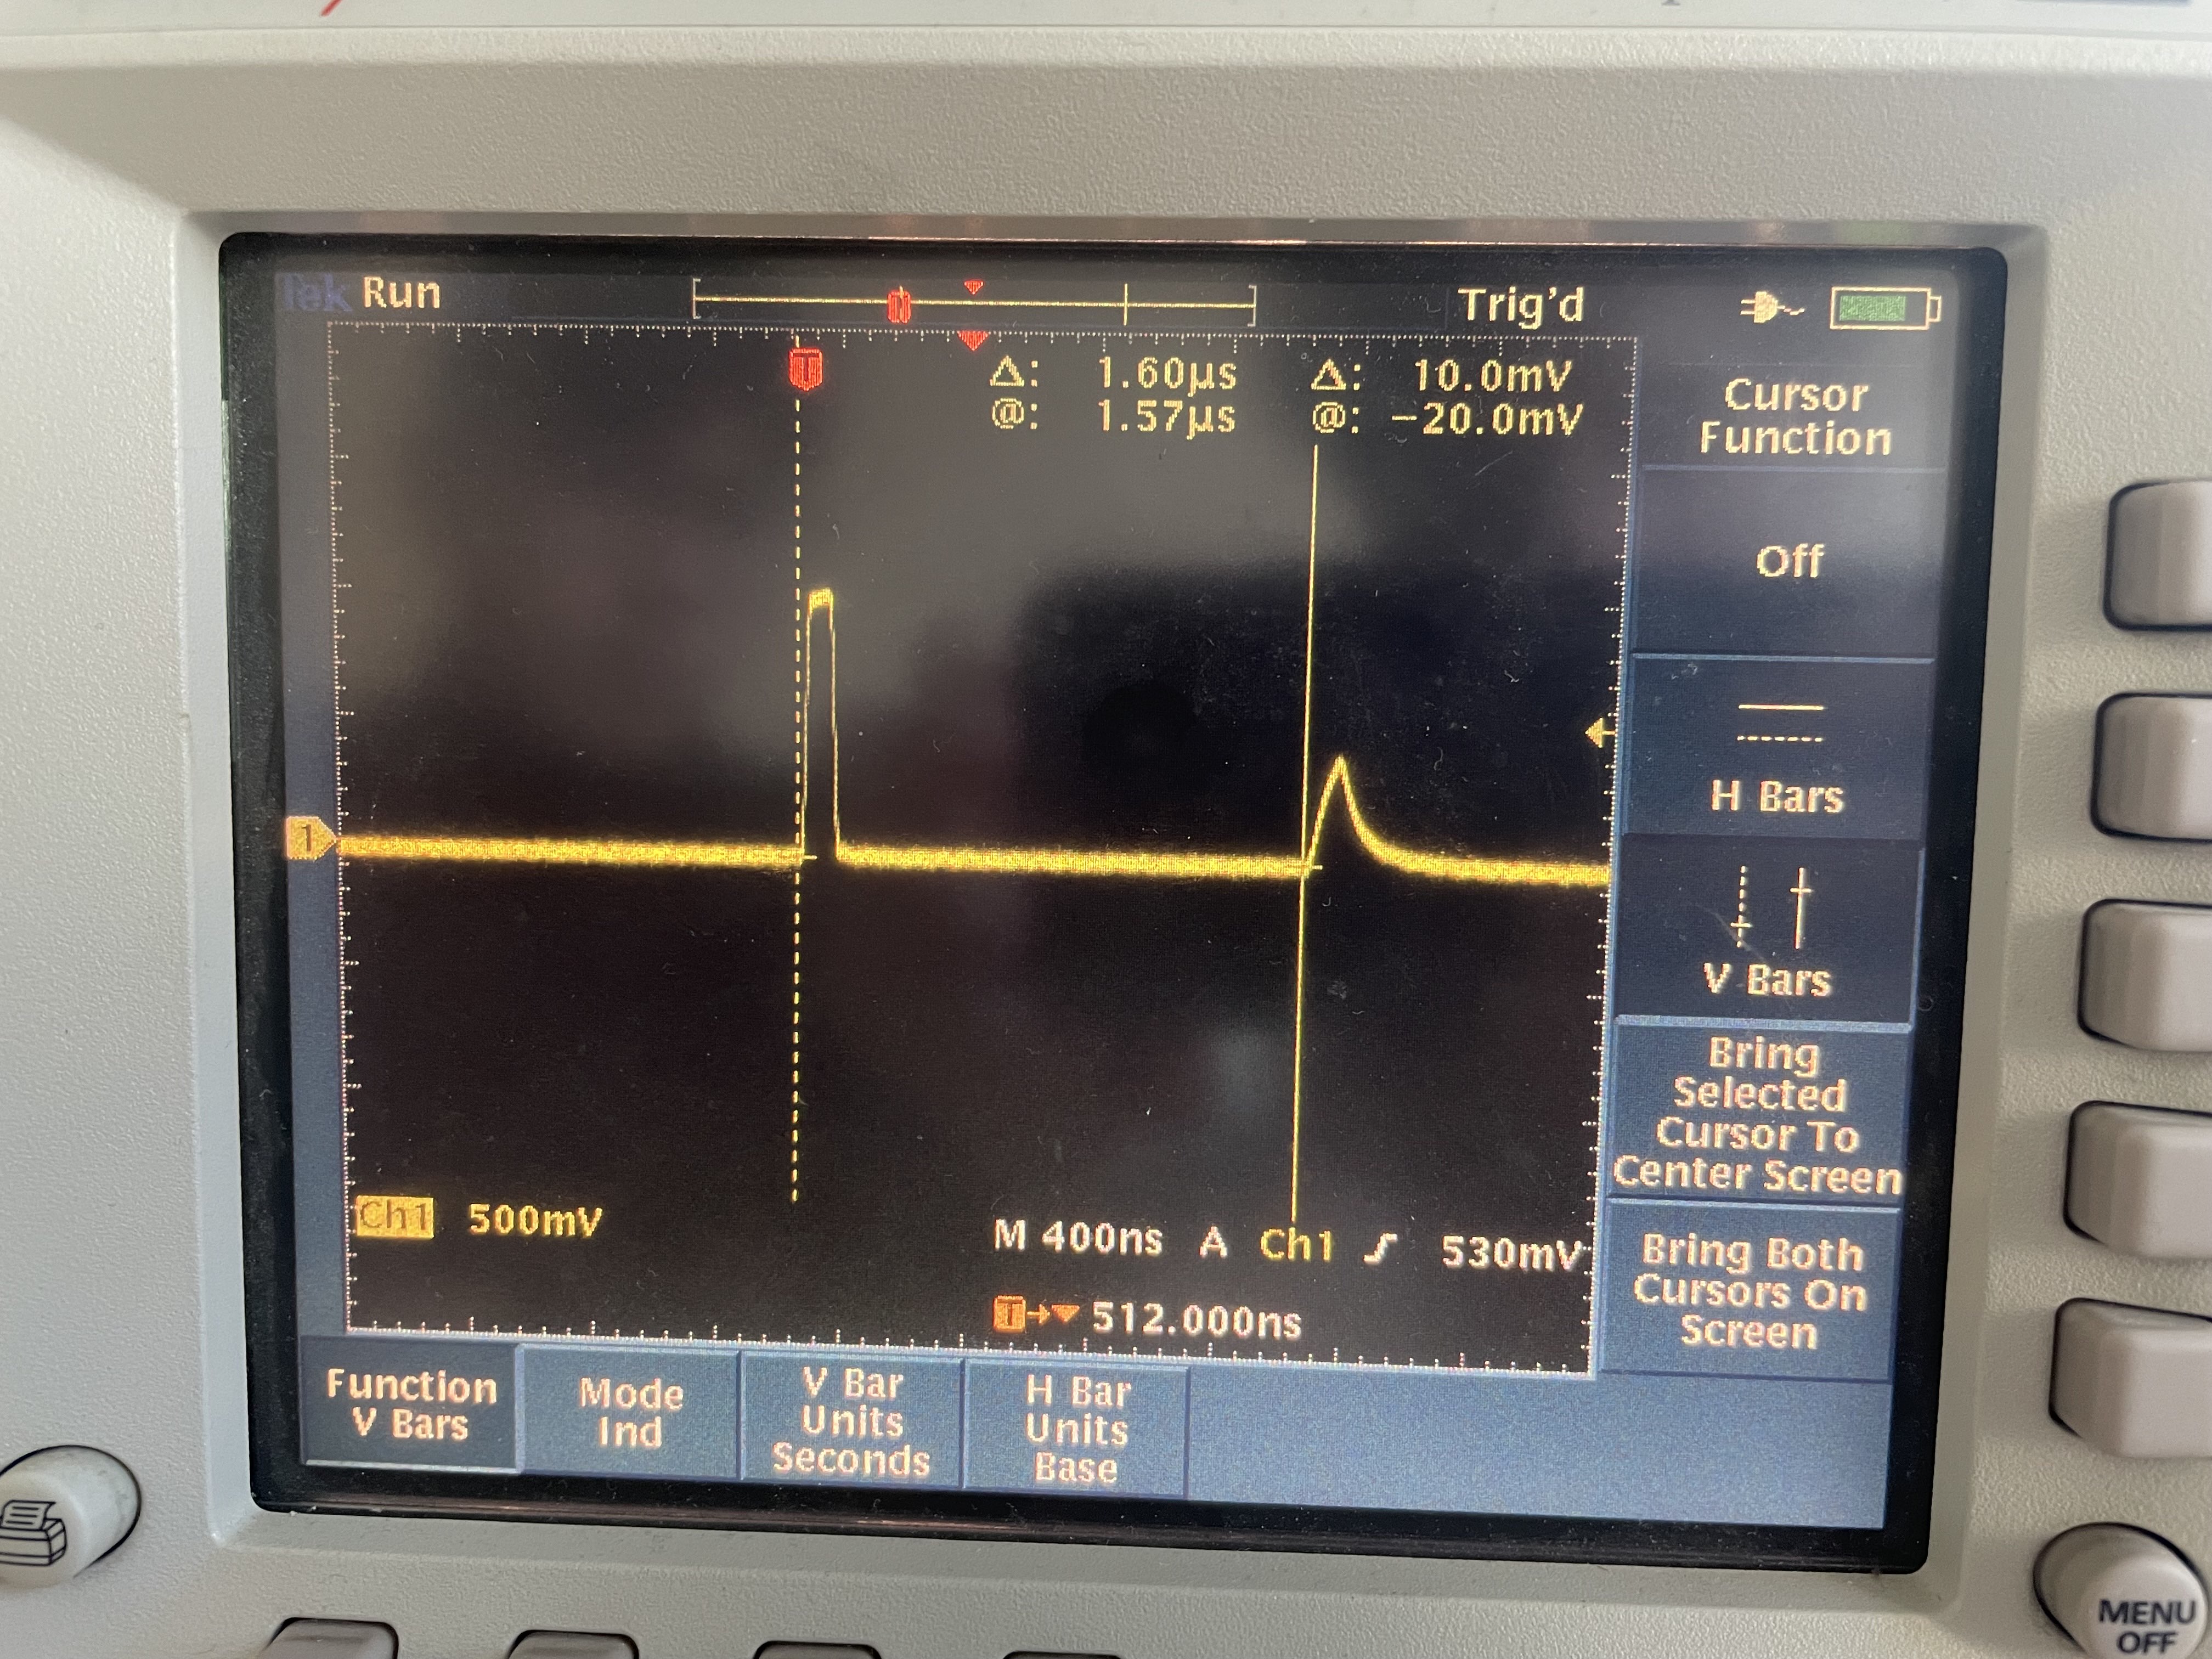 Tek Run
Trig'd
T
Δ: 1.60µs Δ: 10.0mV
@: 1.57µs @: −20.0mV
Cursor
Function
Off
H Bars
V Bars
Bring
Selected
Cursor To
Center Screen
Bring Both
Cursors On
Screen
1
Ch1 500mV M 400ns A Ch1 530mV
T→ 512.000ns
Function
V Bars
Mode
Ind
V Bar
Units
Seconds
H Bar
Units
Base
MENU
OFF